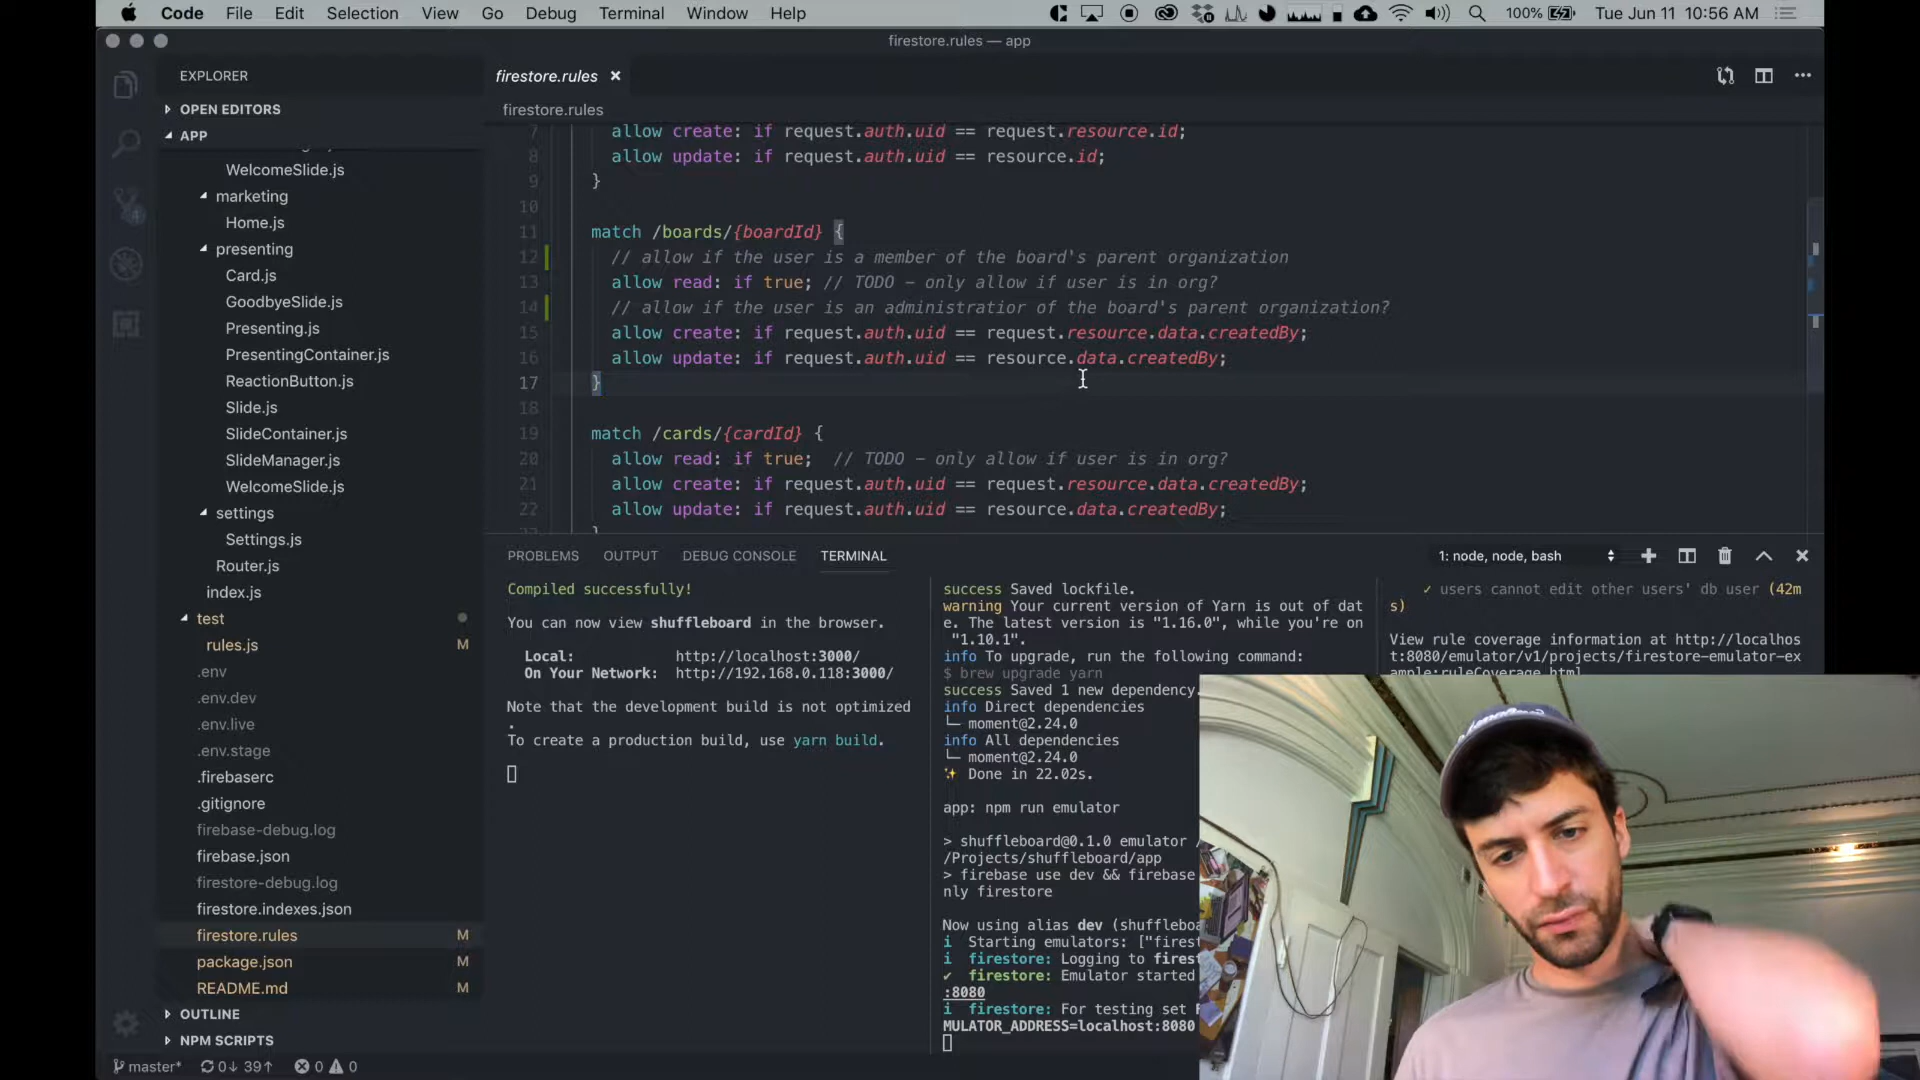 Code File Edit Selection View Go Debug Terminal Window Help 100% Tue Jun 11 10:56 AM
firestore.rules — app
EXPLORER
OPEN EDITORS
APP
WelcomeSlide.js
marketing
Home.js
presenting
Card.js
GoodbyeSlide.js
Presenting.js
PresentingContainer.js
ReactionButton.js
Slide.js
SlideContainer.js
SlideManager.js
WelcomeSlide.js
settings
Settings.js
Router.js
index.js
test
rules.js M
.env
.env.dev
.env.live
.env.stage
.firebaserc
.gitignore
firebase-debug.log
firebase.json
firestore-debug.log
firestore.indexes.json
firestore.rules M
package.json M
README.md M
OUTLINE
NPM SCRIPTS
master* 0↓ 39↑ 0 0
firestore.rules ×
firestore.rules
7 allow create: if request.auth.uid == request.resource.id;
8 allow update: if request.auth.uid == resource.id;
9 }
10
11 match /boards/{boardId} {
12 // allow if the user is a member of the board's parent organization
13 allow read: if true; // TODO – only allow if user is in org?
14 // allow if the user is an administratior of the board's parent organization?
15 allow create: if request.auth.uid == request.resource.data.createdBy;
16 allow update: if request.auth.uid == resource.data.createdBy;
17 }
18
19 match /cards/{cardId} {
20 allow read: if true; // TODO – only allow if user is in org?
21 allow create: if request.auth.uid == request.resource.data.createdBy;
22 allow update: if request.auth.uid == resource.data.createdBy;
PROBLEMS OUTPUT DEBUG CONSOLE TERMINAL 1: node, node, bash
Compiled successfully!
You can now view shuffleboard in the browser.
Local: http://localhost:3000/
On Your Network: http://192.168.0.118:3000/
Note that the development build is not optimized
.
To create a production build, use yarn build.
success Saved lockfile.
warning Your current version of Yarn is out of dat
e. The latest version is "1.16.0", while you're on
"1.10.1".
info To upgrade, run the following command:
$ brew upgrade yarn
success Saved 1 new dependency.
info Direct dependencies
└─ moment@2.24.0
info All dependencies
└─ moment@2.24.0
✨ Done in 22.02s.
app: npm run emulator
> shuffleboard@0.1.0 emulator
/Projects/shuffleboard/app
> firebase use dev && firebase
nly firestore
Now using alias dev (shufflebo
i Starting emulators: ["firest
i firestore: Logging to firest
✔ firestore: Emulator started
:8080
i firestore: For testing set
MULATOR_ADDRESS=localhost:8080
✓ users cannot edit other users' db user (42m
s)
View rule coverage information at http://localhos
t:8080/emulator/v1/projects/firestore-emulator-ex
ample:ruleCoverage.html